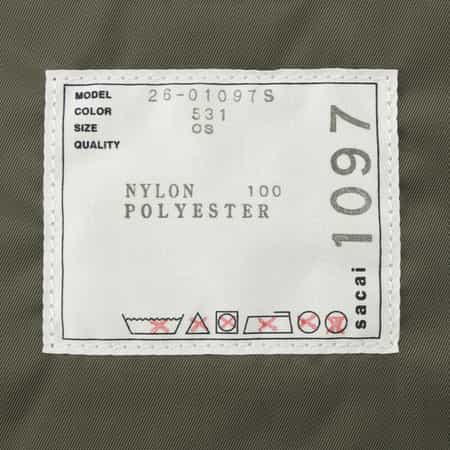 MODEL 26-01097S
COLOR 531
SIZE OS
QUALITY
NYLON 100
POLYESTER
sacai 1097